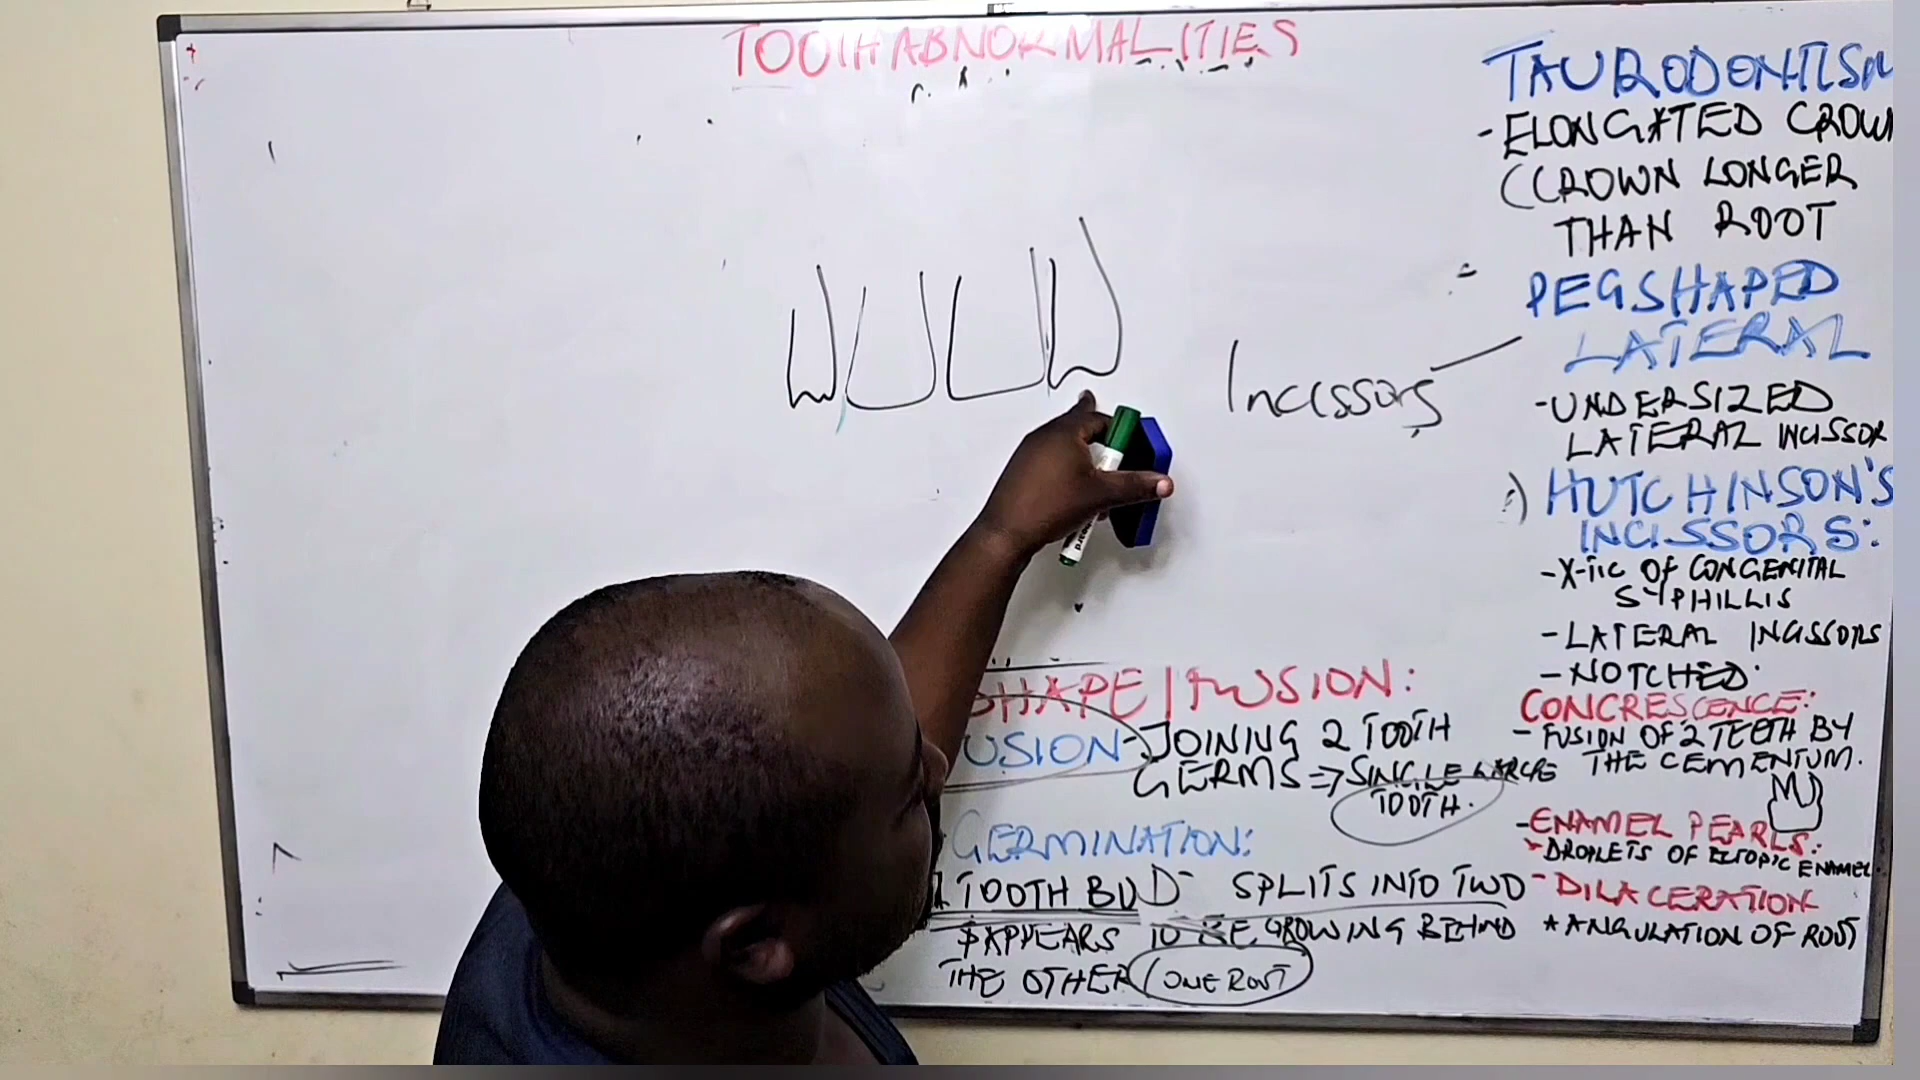 TOOTH ABNORMALITIES
Incissors
SHAPE / FUSION:
USION - JOINING 2 TOOTH
GERMS => SINGLE LARGE
TOOTH.
GERMINATION:
1 TOOTH BUD - SPLITS INTO TWO
$ APPEARS TO BE GROWING BEHIND
THE OTHER (ONE ROOT)
TAURODONTISM
- ELONGATED CROWN
(CROWN LONGER
THAN ROOT
PEGSHAPED
LATERAL
- UNDERSIZED
LATERAL INCISSOR
HUTCHINSON'S
INCISSORS:
- X-TIC OF CONGENITAL
SYPHILLIS
- LATERAL INCISSORS
- NOTCHED.
CONCRESCENCE:
- FUSION OF 2 TEETH BY
THE CEMENTUM.
- ENAMEL PEARLS:
DROPLETS OF ECTOPIC ENAMEL
- DILACERATION
* ANGULATION OF ROOT